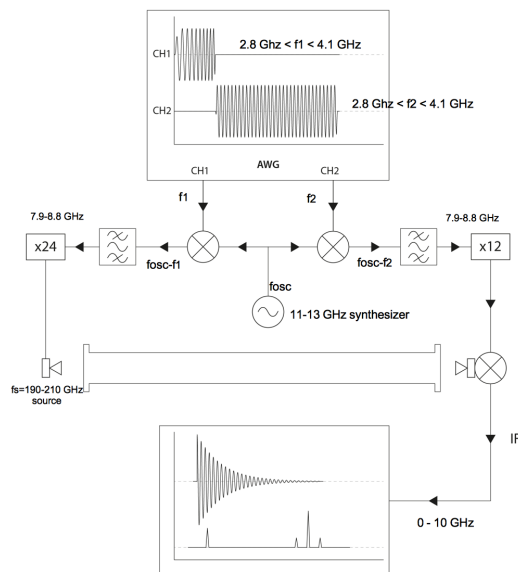 CH1
2.8 Ghz < f1 < 4.1 GHz
CH2
2.8 Ghz < f2 < 4.1 GHz
AWG
CH1
CH2
f1
f2
7.9-8.8 GHz
7.9-8.8 GHz
x24
x12
fosc-f1
fosc-f2
fosc
11-13 GHz synthesizer
fs=190-210 GHz
source
IF
0 - 10 GHz